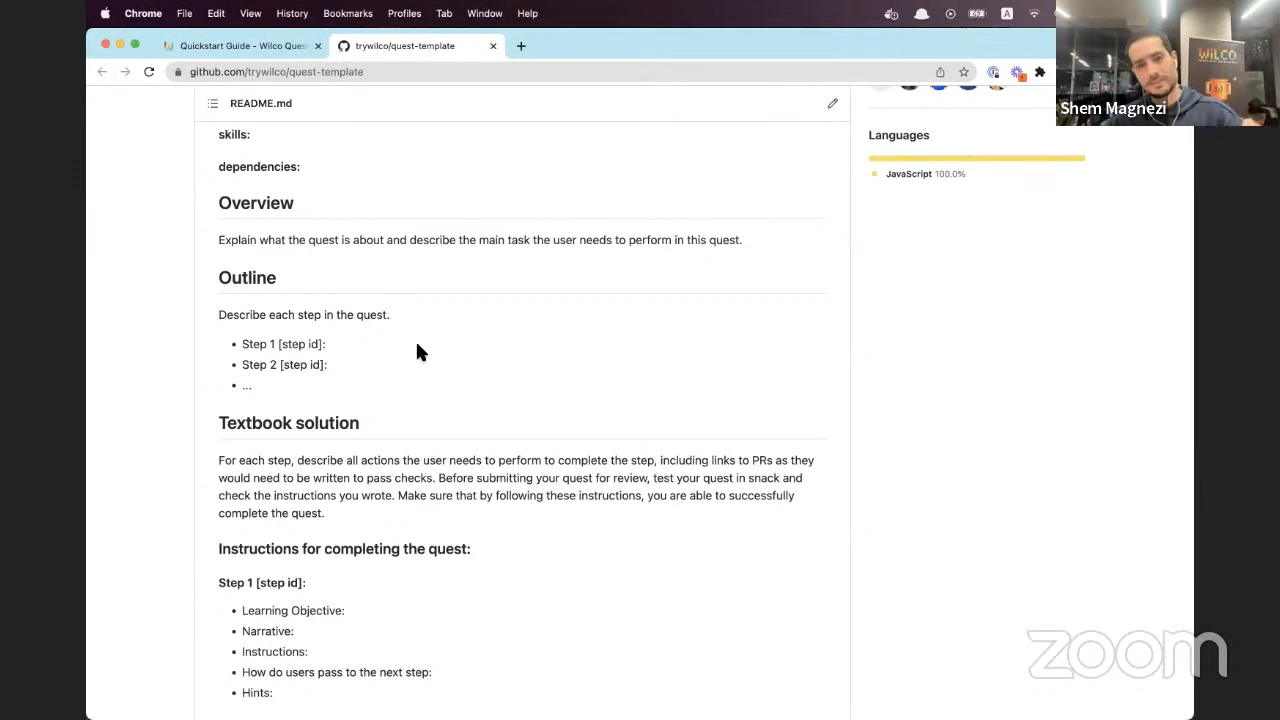 Chrome File Edit View History Bookmarks Profiles Tab Window Help
Quickstart Guide - Wilco Ques
trywilco/quest-template
github.com/trywilco/quest-template
WILCO
Shem Magnezi
README.md
skills:
dependencies:
Overview
Explain what the quest is about and describe the main task the user needs to perform in this quest.
Outline
Describe each step in the quest.
• Step 1 [step id]:
• Step 2 [step id]:
• ...
Textbook solution
For each step, describe all actions the user needs to perform to complete the step, including links to PRs as they
would need to be written to pass checks. Before submitting your quest for review, test your quest in snack and
check the instructions you wrote. Make sure that by following these instructions, you are able to successfully
complete the quest.
Instructions for completing the quest:
Step 1 [step id]:
• Learning Objective:
• Narrative:
• Instructions:
• How do users pass to the next step:
• Hints:
Languages
JavaScript 100.0%
zoom